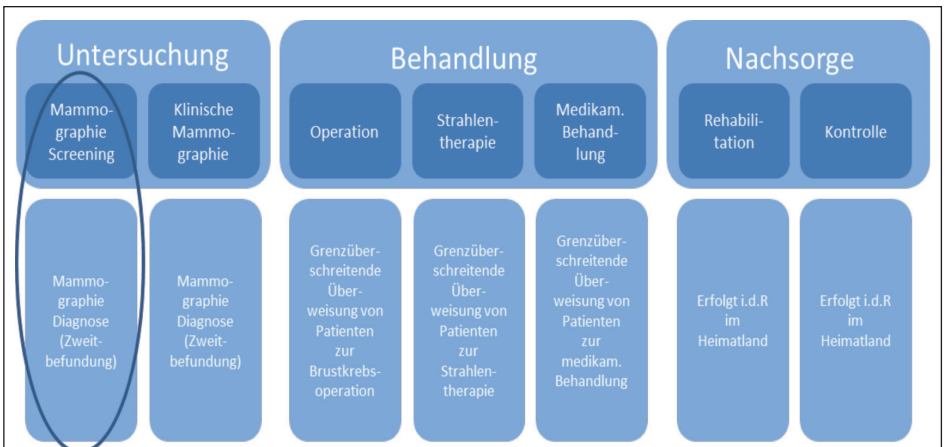 Untersuchung
Mammo-
graphie
Screening
Klinische
Mammo-
graphie
Behandlung
Operation
Strahlen-
therapie
Medikam.
Behand-
lung
Nachsorge
Rehabili-
tation
Kontrolle
Mammo-
graphie
Diagnose
(Zweit-
befundung)
Mammo-
graphie
Diagnose
(Zweit-
befundung)
Grenzüber-
schreitende
Über-
weisung von
Patienten
zur
Brustkrebs-
operation
Grenzüber-
schreitende
Über-
weisung von
Patienten
zur
Strahlen-
therapie
Grenzüber-
schreitende
Über-
weisung von
Patienten
zur
medikam.
Behandlung
Erfolgt i.d.R
im
Heimatland
Erfolgt i.d.R
im
Heimatland